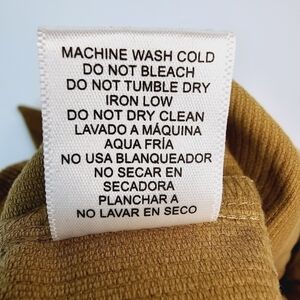 MACHINE WASH COLD
DO NOT BLEACH
DO NOT TUMBLE DRY
IRON LOW
DO NOT DRY CLEAN
LAVADO A MÁQUINA
AQUA FRÍA
NO USA BLANQUEADOR
NO SECAR EN
SECADORA
PLANCHAR A
NO LAVAR EN SECO